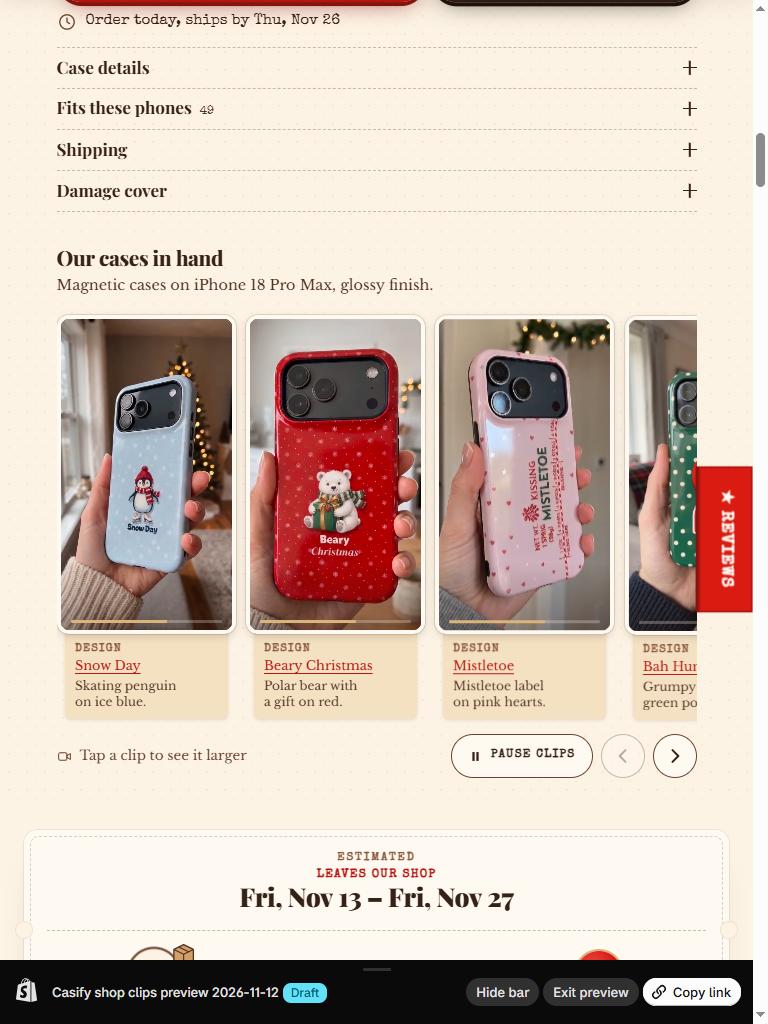 Order today, ships by Thu, Nov 26
Case details
Fits these phones 49
Shipping
Damage cover
Our cases in hand
Magnetic cases on iPhone 18 Pro Max, glossy finish.
Snow Day
Beary
Christmas
NET WT.
1 SPRIG
KISSING
MISTLETOE
★ REVIEWS
DESIGN
Snow Day
Skating penguin
on ice blue.
DESIGN
Beary Christmas
Polar bear with
a gift on red.
DESIGN
Mistletoe
Mistletoe label
on pink hearts.
DESIGN
Bah
Grumpy
green
Tap a clip to see it larger
PAUSE CLIPS
ESTIMATED
LEAVES OUR SHOP
Fri, Nov 13 – Fri, Nov 27
Casify shop clips preview 2026-11-12 Draft
Hide bar
Exit preview
Copy link